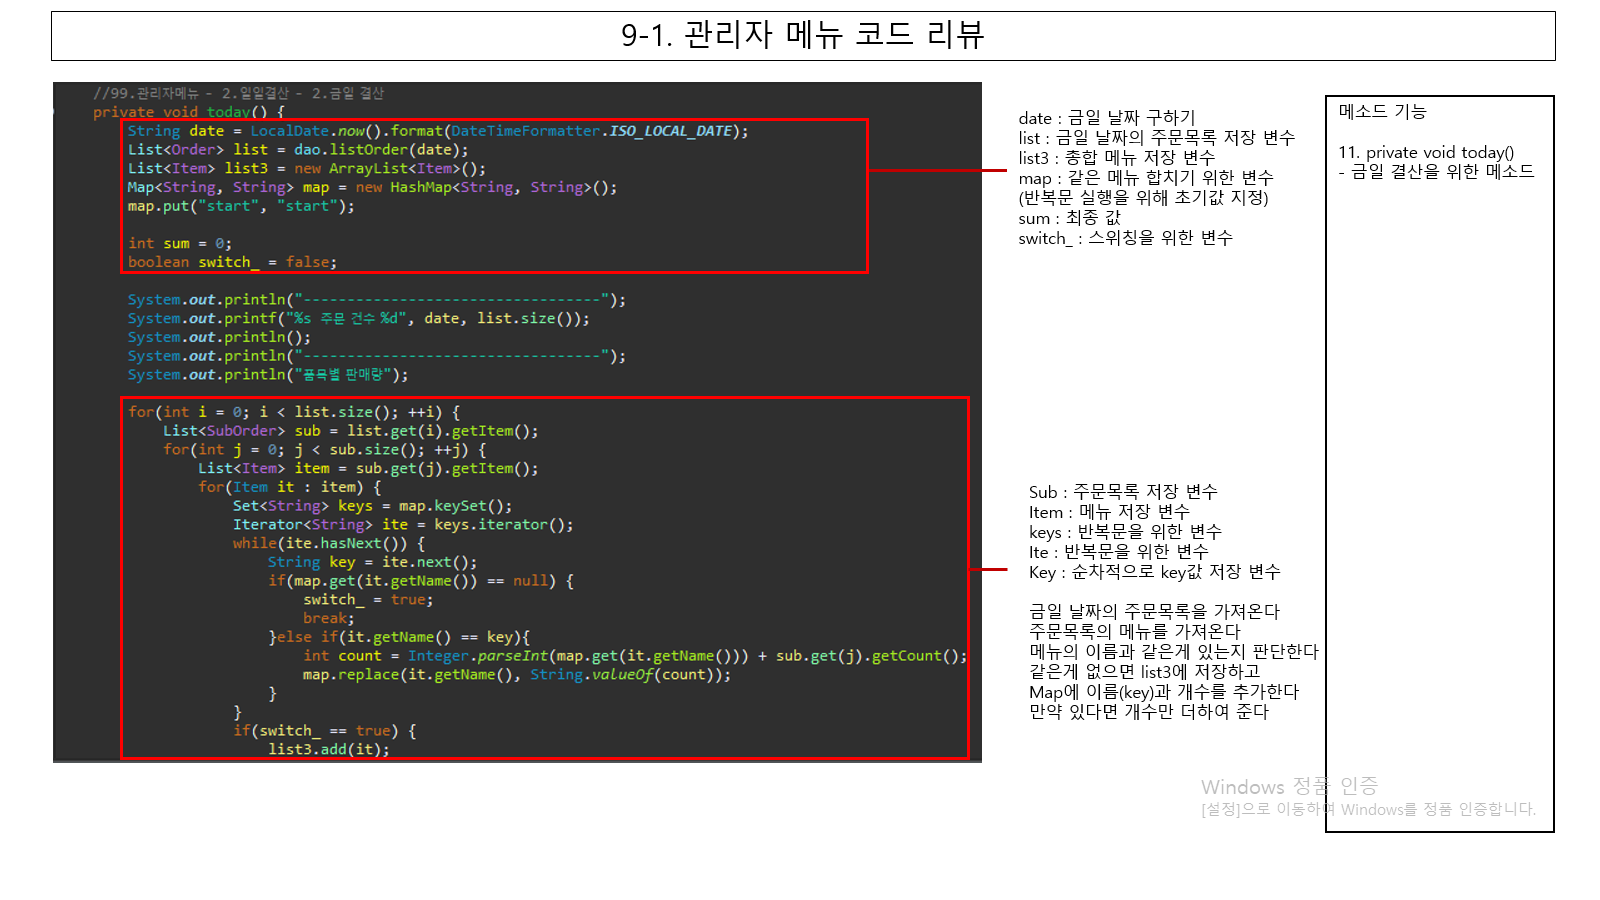 9-1. 관리자 메뉴 코드 리뷰
//99.관리자메뉴 - 2.일일결산 - 2.금일 결산
private void today() {
String date = LocalDate.now().format(DateTimeFormatter.ISO_LOCAL_DATE);
List<Order> list = dao.listOrder(date);
List<Item> list3 = new ArrayList<Item>();
Map<String, String> map = new HashMap<String, String>();
map.put("start", "start");
int sum = 0;
boolean switch_ = false;
System.out.println("----------------------------------");
System.out.printf("%s 주문 건수 %d", date, list.size());
System.out.println();
System.out.println("----------------------------------");
System.out.println("품목별 판매량");
for(int i = 0; i < list.size(); ++i) {
List<SubOrder> sub = list.get(i).getItem();
for(int j = 0; j < sub.size(); ++j) {
List<Item> item = sub.get(j).getItem();
for(Item it : item) {
Set<String> keys = map.keySet();
Iterator<String> ite = keys.iterator();
while(ite.hasNext()) {
String key = ite.next();
if(map.get(it.getName()) == null) {
switch_ = true;
break;
}else if(it.getName() == key){
int count = Integer.parseInt(map.get(it.getName())) + sub.get(j).getCount();
map.replace(it.getName(), String.valueOf(count));
}
}
if(switch_ == true) {
list3.add(it);
date : 금일 날짜 구하기
list : 금일 날짜의 주문목록 저장 변수
list3 : 총합 메뉴 저장 변수
map : 같은 메뉴 합치기 위한 변수
(반복문 실행을 위해 초기값 지정)
sum : 최종 값
switch_ : 스위칭을 위한 변수
Sub : 주문목록 저장 변수
Item : 메뉴 저장 변수
keys : 반복문을 위한 변수
Ite : 반복문을 위한 변수
Key : 순차적으로 key값 저장 변수
금일 날짜의 주문목록을 가져온다
주문목록의 메뉴를 가져온다
메뉴의 이름과 같은게 있는지 판단한다
같은게 없으면 list3에 저장하고
Map에 이름(key)과 개수를 추가한다
만약 있다면 개수만 더하여 준다
메소드 기능
11. private void today()
- 금일 결산을 위한 메소드
Windows 정품 인증
[설정]으로 이동하여 Windows를 정품 인증합니다.